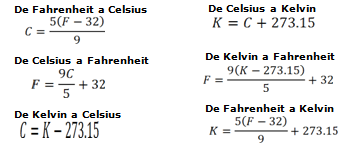 De Fahrenheit a Celsius
C = 5(F − 32)/9
De Celsius a Fahrenheit
F = 9C/5 + 32
De Kelvin a Celsius
C = K − 273.15
De Celsius a Kelvin
K = C + 273.15
De Kelvin a Fahrenheit
F = 9(K − 273.15)/5 + 32
De Fahrenheit a Kelvin
K = 5(F − 32)/9 + 273.15